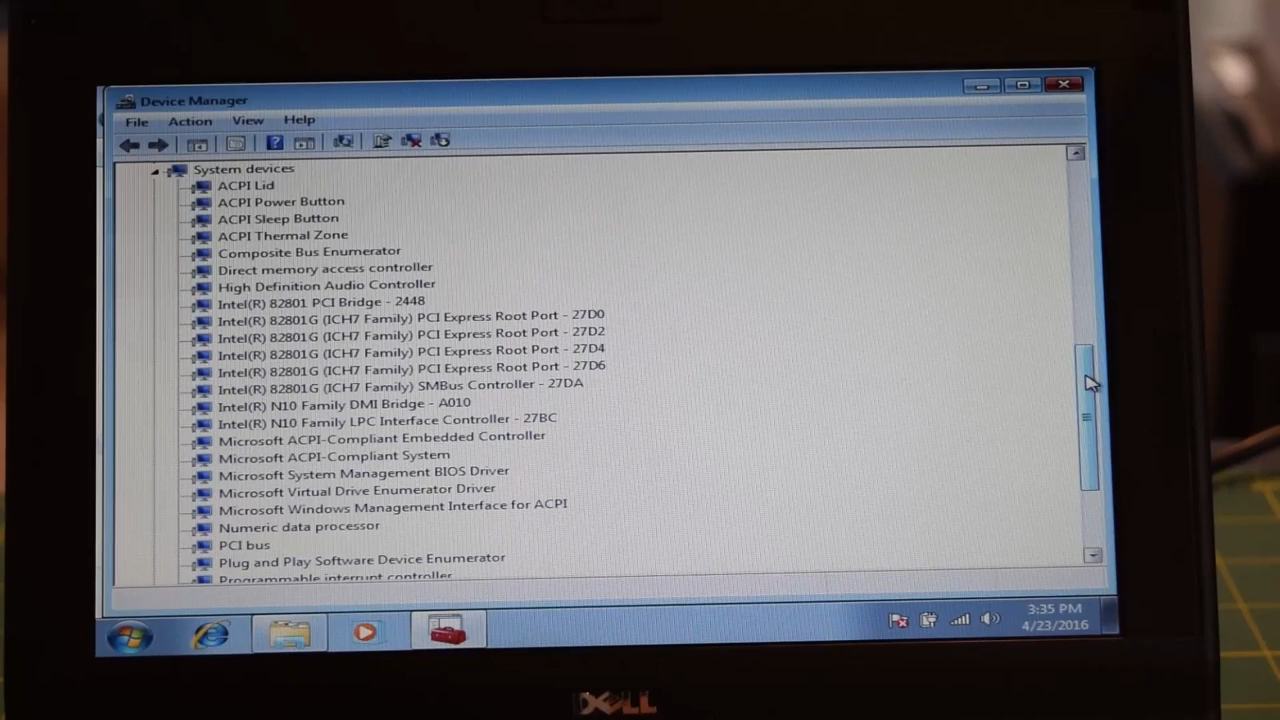 Device Manager
File Action View Help
System devices
ACPI Lid
ACPI Power Button
ACPI Sleep Button
ACPI Thermal Zone
Composite Bus Enumerator
Direct memory access controller
High Definition Audio Controller
Intel(R) 82801 PCI Bridge - 2448
Intel(R) 82801G (ICH7 Family) PCI Express Root Port - 27D0
Intel(R) 82801G (ICH7 Family) PCI Express Root Port - 27D2
Intel(R) 82801G (ICH7 Family) PCI Express Root Port - 27D4
Intel(R) 82801G (ICH7 Family) PCI Express Root Port - 27D6
Intel(R) 82801G (ICH7 Family) SMBus Controller - 27DA
Intel(R) N10 Family DMI Bridge - A010
Intel(R) N10 Family LPC Interface Controller - 27BC
Microsoft ACPI-Compliant Embedded Controller
Microsoft ACPI-Compliant System
Microsoft System Management BIOS Driver
Microsoft Virtual Drive Enumerator Driver
Microsoft Windows Management Interface for ACPI
Numeric data processor
PCI bus
Plug and Play Software Device Enumerator
Programmable interrupt controller
3:35 PM
4/23/2016
DELL